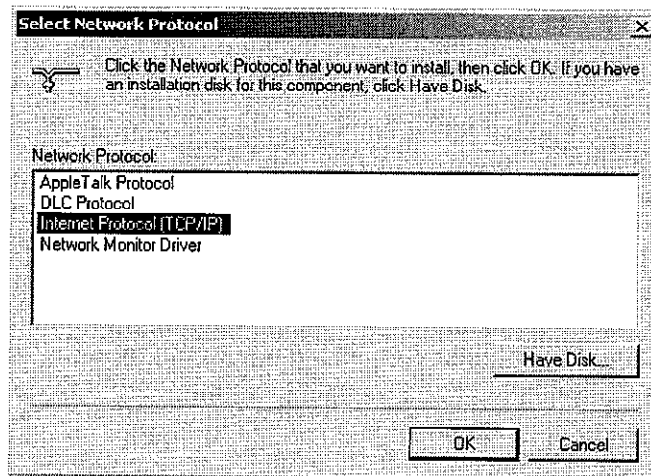 Select Network Protocol
Click the Network Protocol that you want to install, then click OK. If you have
an installation disk for this component, click Have Disk.
Network Protocol:
AppleTalk Protocol
DLC Protocol
Internet Protocol (TCP/IP)
Network Monitor Driver
Have Disk...
OK
Cancel